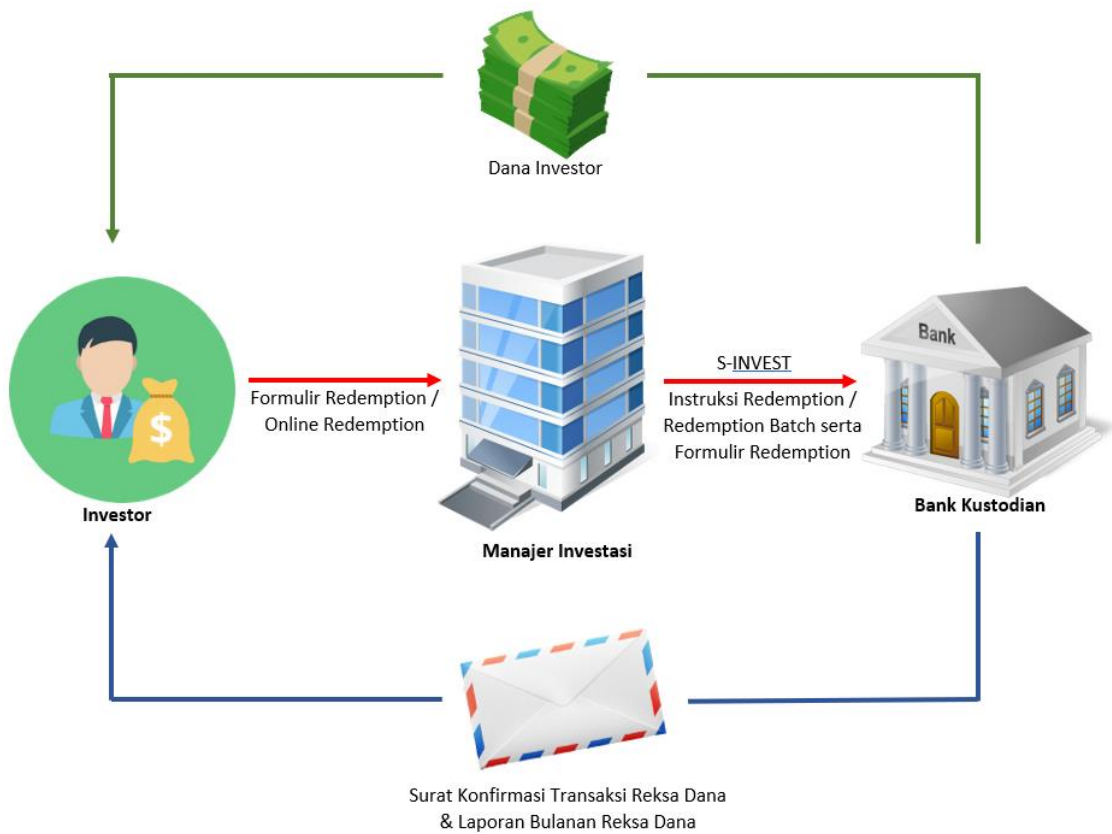 Dana Investor
Bank
$
Formulir Redemption /
Online Redemption
S-INVEST
Instruksi Redemption /
Redemption Batch serta
Formulir Redemption
Investor
Manajer Investasi
Bank Kustodian
Surat Konfirmasi Transaksi Reksa Dana
& Laporan Bulanan Reksa Dana